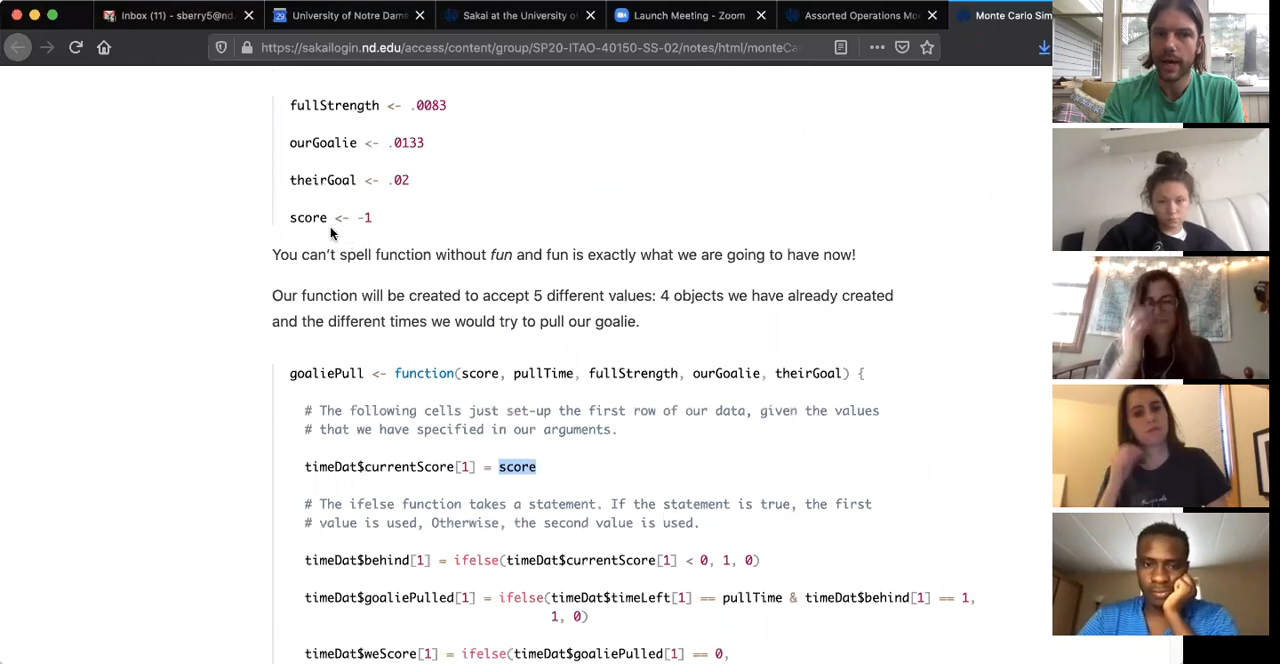 Inbox (11) - sberry5@nd.
University of Notre Dam
Sakai at the University o
Launch Meeting - Zoom
Assorted Operations Mo
Monte Carlo Sim
https://sakailogin.nd.edu/access/content/group/SP20-ITAO-40150-SS-02/notes/html/monteCa
fullStrength <- .0083
ourGoalie <- .0133
theirGoal <- .02
score <- -1
You can’t spell function without fun and fun is exactly what we are going to have now!
Our function will be created to accept 5 different values: 4 objects we have already created
and the different times we would try to pull our goalie.
goaliePull <- function(score, pullTime, fullStrength, ourGoalie, theirGoal) {
# The following cells just set-up the first row of our data, given the values
# that we have specified in our arguments.
timeDat$currentScore[1] = score
# The ifelse function takes a statement. If the statement is true, the first
# value is used, Otherwise, the second value is used.
timeDat$behind[1] = ifelse(timeDat$currentScore[1] < 0, 1, 0)
timeDat$goaliePulled[1] = ifelse(timeDat$timeLeft[1] == pullTime & timeDat$behind[1] == 1,
1, 0)
timeDat$weScore[1] = ifelse(timeDat$goaliePulled[1] == 0,